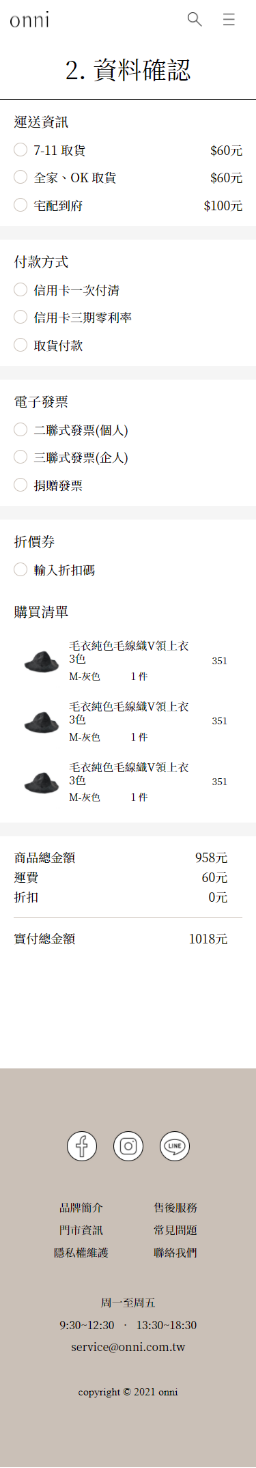 onni
2. 資料確認
運送資訊
7-11 取貨 $60元
全家、OK 取貨 $60元
宅配到府 $100元
付款方式
信用卡一次付清
信用卡三期零利率
取貨付款
電子發票
二聯式發票(個人)
三聯式發票(企人)
捐贈發票
折價券
輸入折扣碼
購買清單
毛衣純色毛線織V領上衣
3色 351
M-灰色 1 件
毛衣純色毛線織V領上衣
3色 351
M-灰色 1 件
毛衣純色毛線織V領上衣
3色 351
M-灰色 1 件
商品總金額 958元
運費 60元
折扣 0元
實付總金額 1018元
LINE
品牌簡介 售後服務
門市資訊 常見問題
隱私權維護 聯絡我們
周一至周五
9:30~12:30 · 13:30~18:30
service@onni.com.tw
copyright © 2021 onni